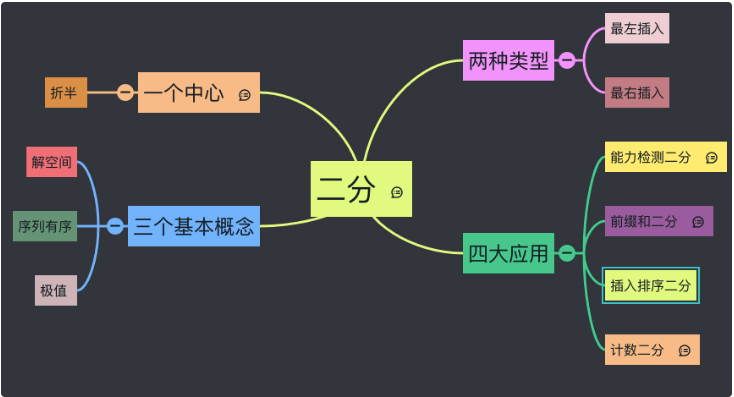 二分
一个中心
折半
三个基本概念
解空间
序列有序
极值
两种类型
最左插入
最右插入
四大应用
能力检测二分
前缀和二分
插入排序二分
计数二分